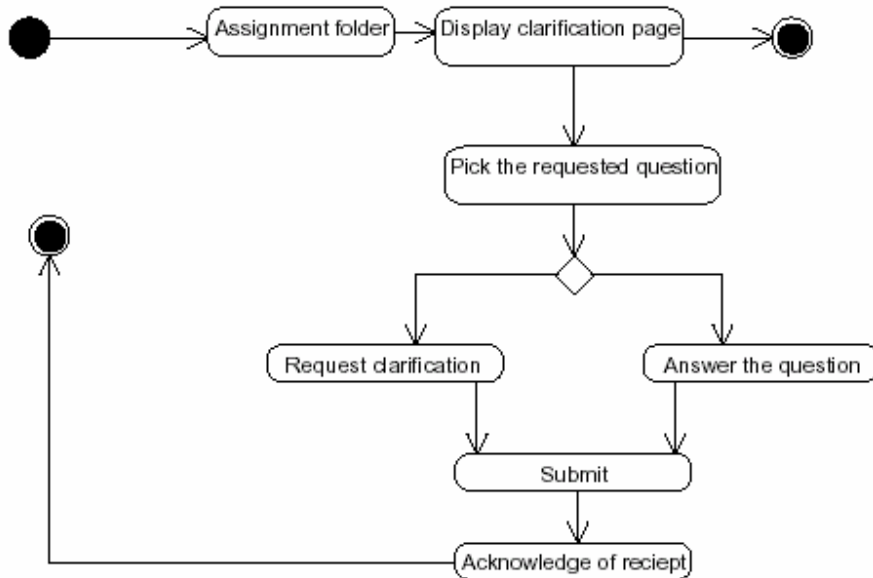 Assignment folder
Display clarification page
Pick the requested question
Request clarification
Answer the question
Submit
Acknowledge of reciept